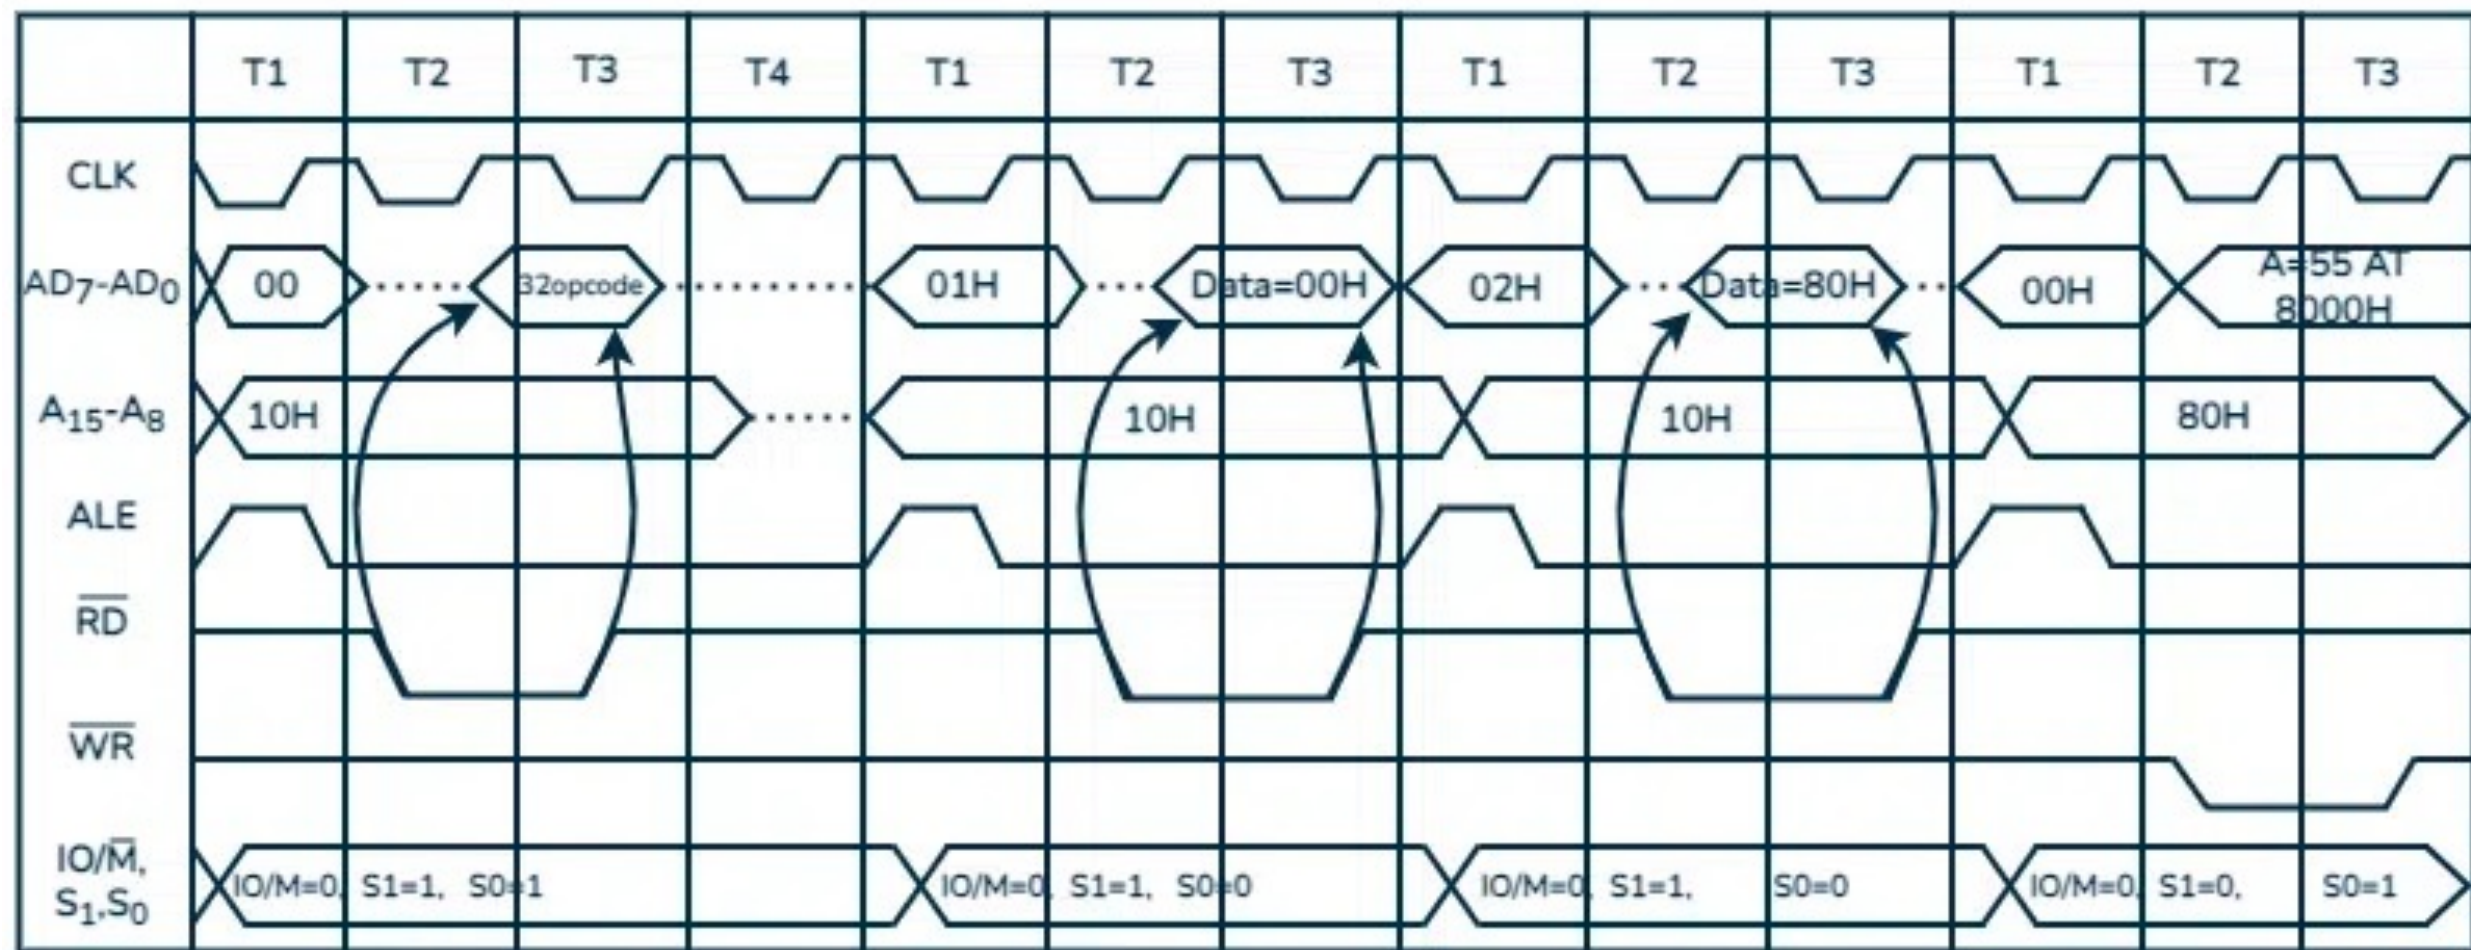 T1 T2 T3 T4 T1 T2 T3 T1 T2 T3 T1 T2 T3
CLK
AD7-AD0 00 32opcode 01H Data=00H 02H Data=80H 00H A=55 AT
8000H
A15-A8 10H 10H 10H 80H
ALE
RD
WR
IO/M,
S1,S0
IO/M=0, S1=1, S0=1 IO/M=0, S1=1, S0=0 IO/M=0, S1=1, S0=0 IO/M=0, S1=0, S0=1